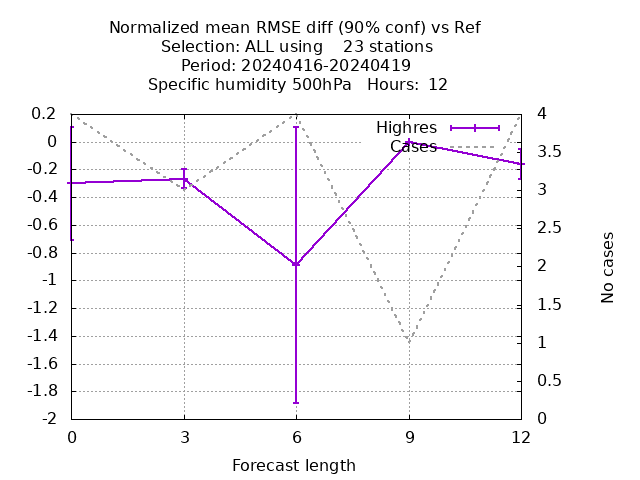 Normalized mean RMSE diff (90% conf) vs Ref
Selection: ALL using    23 stations
Period: 20240416-20240419
Specific humidity 500hPa   Hours:  12
Highres
Cases
0.2
0
-0.2
-0.4
-0.6
-0.8
-1
-1.2
-1.4
-1.6
-1.8
-2
4
3.5
3
2.5
2
1.5
1
0.5
0
No cases
0 3 6 9 12
Forecast length